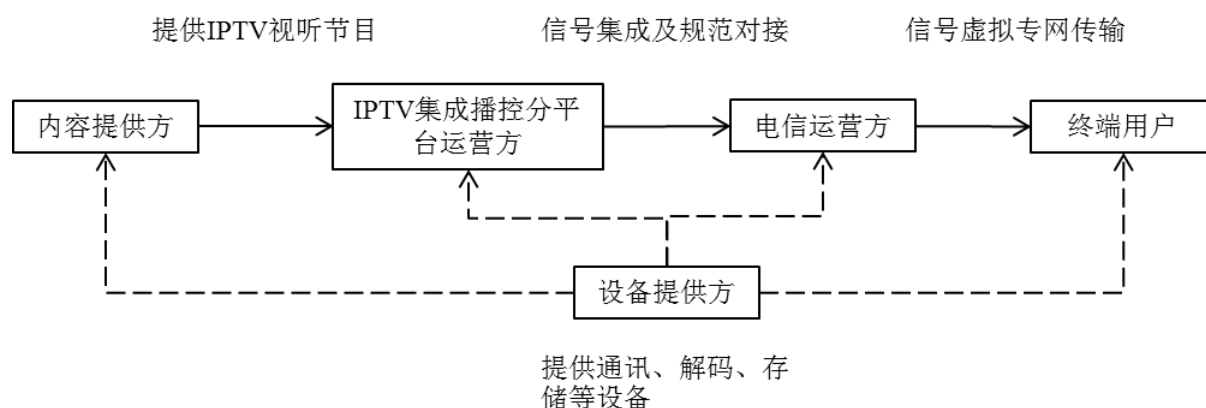 提供IPTV视听节目
信号集成及规范对接
信号虚拟专网传输
内容提供方
IPTV集成播控分平
台运营方
电信运营方
终端用户
设备提供方
提供通讯、解码、存
储等设备